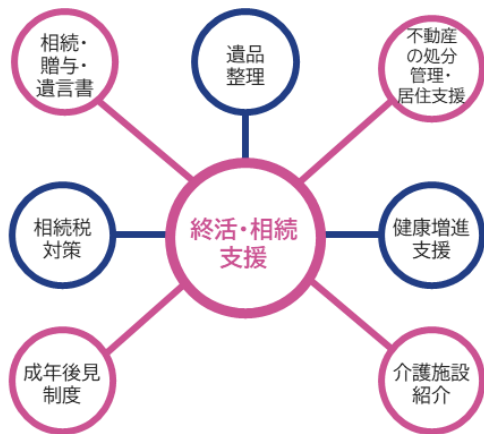 相続・
贈与・
遺言書
遺品
整理
不動産
の処分
管理・
居住支援
相続税
対策
終活・相続
支援
健康増進
支援
成年後見
制度
介護施設
紹介